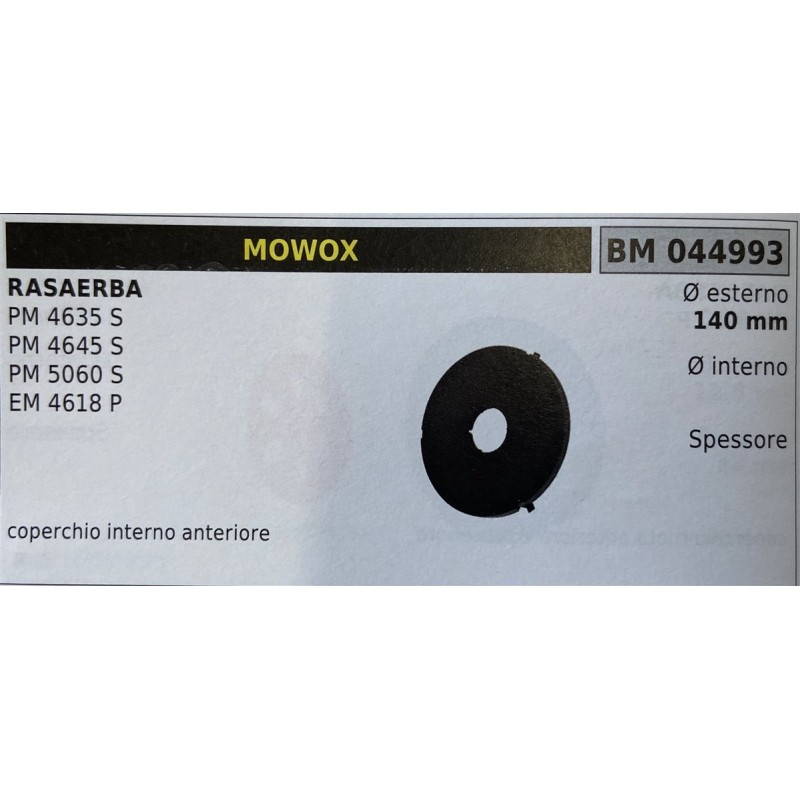 MOWOX
BM 044993
RASAERBA
PM 4635 S
PM 4645 S
PM 5060 S
EM 4618 P
Ø esterno
140 mm
Ø interno
Spessore
coperchio interno anteriore